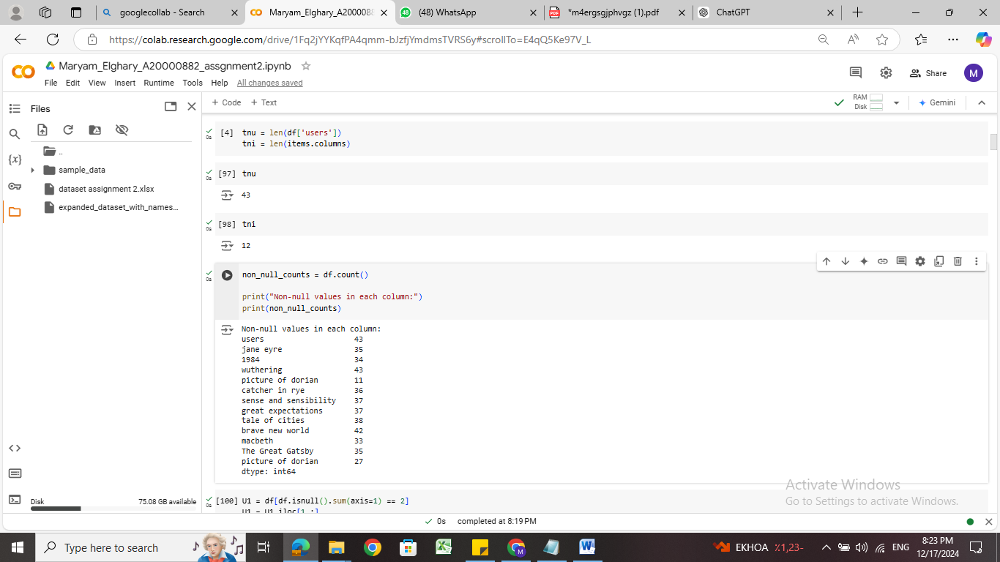 googlecollab - Search
Maryam_Elghary_A2000088
(48) WhatsApp
*m4ergsgjphvgz (1).pdf
ChatGPT
https://colab.research.google.com/drive/1Fq2jYYKqfPA4qmm-bJzfjYmdmsTVRS6y#scrollTo=E4qQ5Ke97V_L
Maryam_Elghary_A20000882_assgnment2.ipynb
File Edit View Insert Runtime Tools Help All changes saved
Share
M
Files
+ Code + Text
RAM
Disk
Gemini
..
sample_data
dataset assignment 2.xlsx
expanded_dataset_with_names...
0s
[4] tnu = len(df['users'])
tni = len(items.columns)
0s
[97] tnu
43
0s
[98] tni
12
0s
non_null_counts = df.count()
print("Non-null values in each column:")
print(non_null_counts)
Non-null values in each column:
users 43
jane eyre 35
1984 34
wuthering 43
picture of dorian 11
catcher in rye 36
sense and sensibility 37
great expectations 37
tale of cities 38
brave new world 42
macbeth 33
The Great Gatsby 35
picture of dorian 27
dtype: int64
0s
[100] U1 = df[df.isnull().sum(axis=1) == 2]
U1 = U1.iloc[1 :]
Disk 75.08 GB available
Activate Windows
Go to Settings to activate Windows.
0s completed at 8:19 PM
Type here to search
EKHOA ٪1,23-
ENG
8:23 PM
12/17/2024